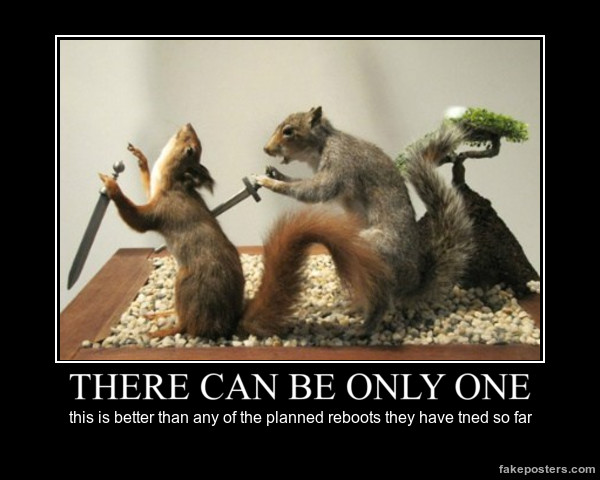 THERE CAN BE ONLY ONE
this is better than any of the planned reboots they have tned so far
fakeposters.com